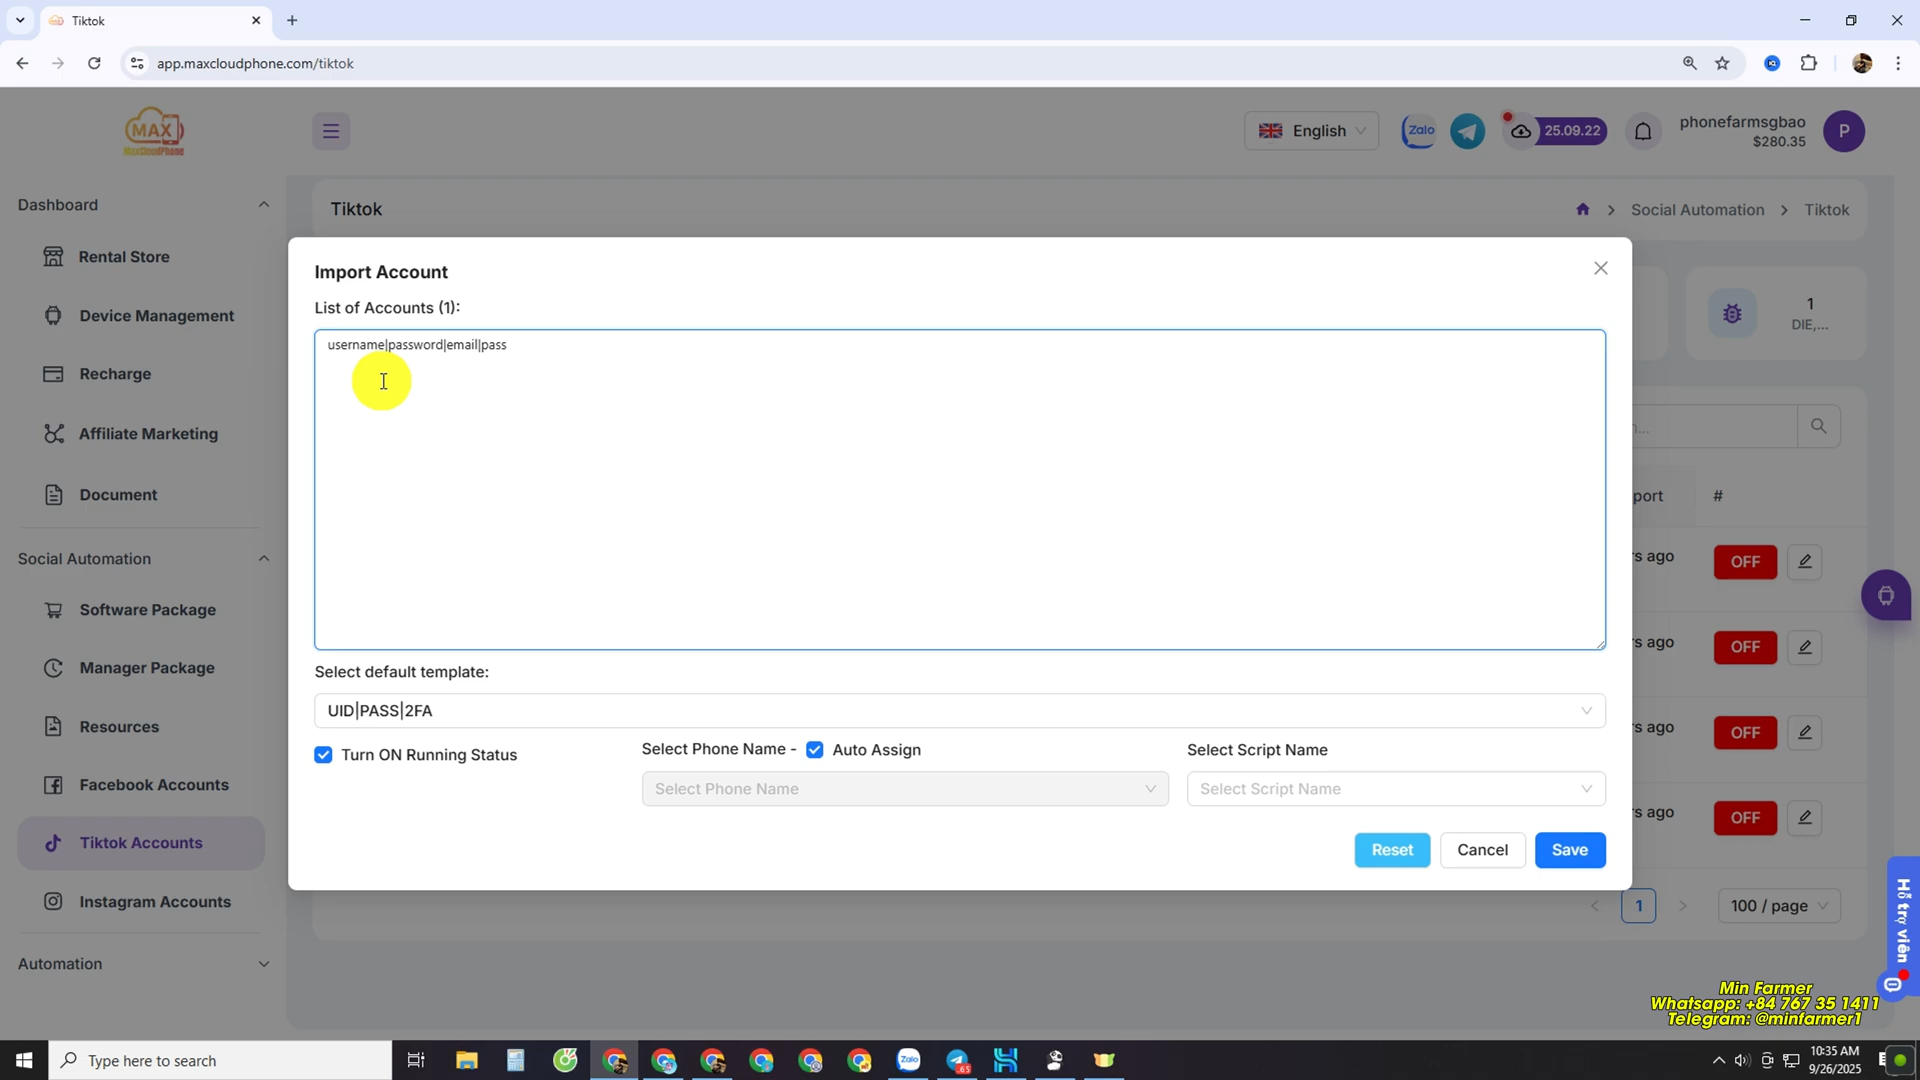 Tiktok
app.maxcloudphone.com/tiktok
MAX
MaxCloudPhone
English
Zalo
25.09.22
phonefarmsgbao
$280.35
P
Dashboard
Rental Store
Device Management
Recharge
Affiliate Marketing
Document
Social Automation
Software Package
Manager Package
Resources
Facebook Accounts
Tiktok Accounts
Instagram Accounts
Automation
Tiktok
Social Automation
Tiktok
1
DIE,...
Import Account
List of Accounts (1):
username|password|email|pass
Select default template:
UID|PASS|2FA
Turn ON Running Status
Select Phone Name -
Auto Assign
Select Phone Name
Select Script Name
Select Script Name
Reset
Cancel
Save
n...
port
#
rs ago
OFF
rs ago
OFF
rs ago
OFF
rs ago
OFF
1
100 / page
Hỗ trợ viên
Min Farmer
Whatsapp: +84 767 35 1411
Telegram: @minfarmer1
Type here to search
Zalo
65
10:35 AM
9/26/2025